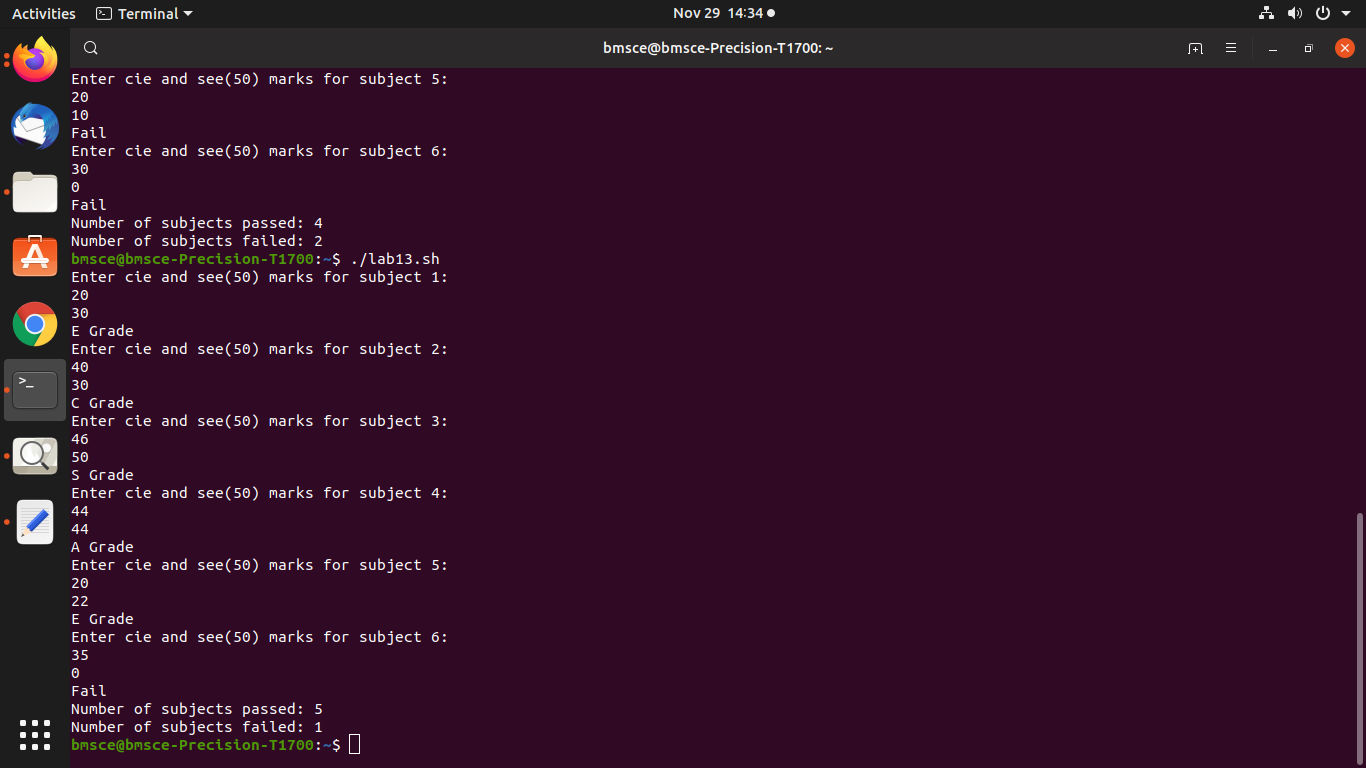 Activities Terminal Nov 29 14:34
bmsce@bmsce-Precision-T1700: ~
Enter cie and see(50) marks for subject 5:
20
10
Fail
Enter cie and see(50) marks for subject 6:
30
0
Fail
Number of subjects passed: 4
Number of subjects failed: 2
bmsce@bmsce-Precision-T1700:~$ ./lab13.sh
Enter cie and see(50) marks for subject 1:
20
30
E Grade
Enter cie and see(50) marks for subject 2:
40
30
C Grade
Enter cie and see(50) marks for subject 3:
46
50
S Grade
Enter cie and see(50) marks for subject 4:
44
44
A Grade
Enter cie and see(50) marks for subject 5:
20
22
E Grade
Enter cie and see(50) marks for subject 6:
35
0
Fail
Number of subjects passed: 5
Number of subjects failed: 1
bmsce@bmsce-Precision-T1700:~$